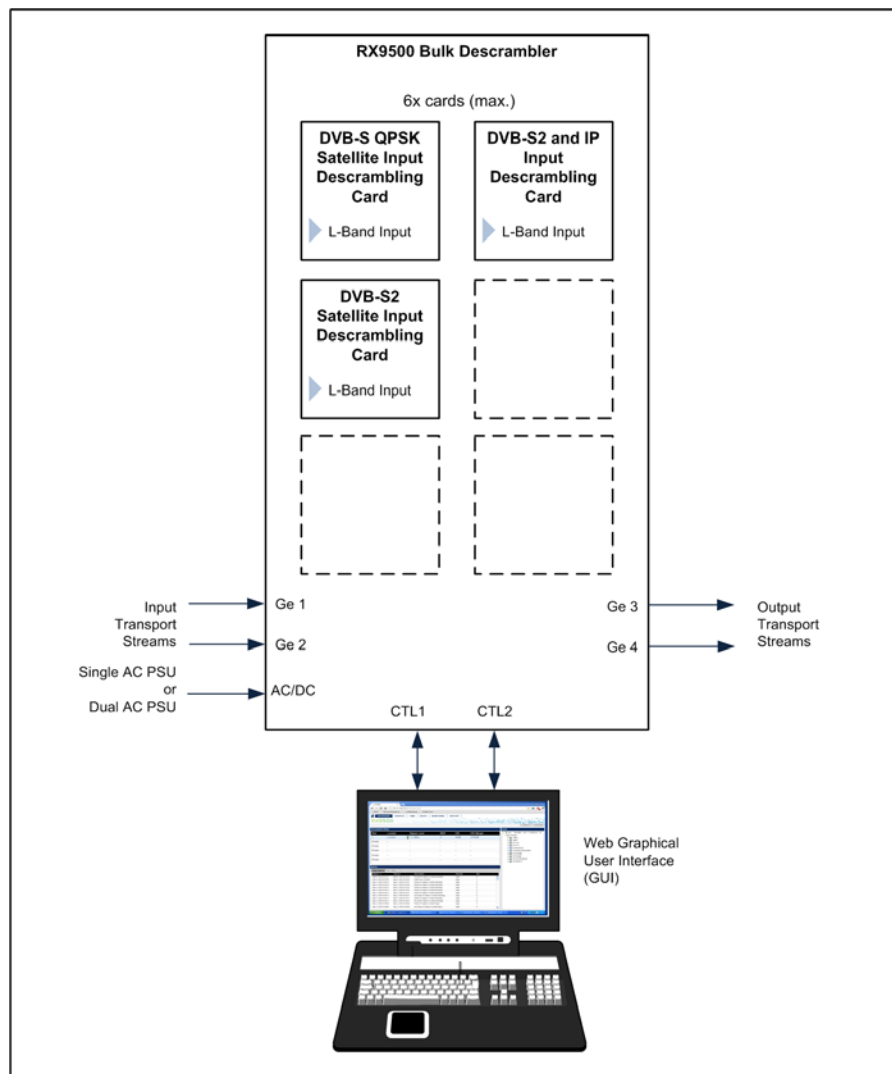 RX9500 Bulk Descrambler
6x cards (max.)
DVB-S QPSK
Satellite Input
Descrambling
Card
L-Band Input
DVB-S2 and IP
Input
Descrambling
Card
L-Band Input
DVB-S2
Satellite Input
Descrambling
Card
L-Band Input
Input
Transport
Streams
Ge 1
Ge 2
Single AC PSU
or
Dual AC PSU
AC/DC
Ge 3
Ge 4
Output
Transport
Streams
CTL1
CTL2
Web Graphical
User Interface
(GUI)